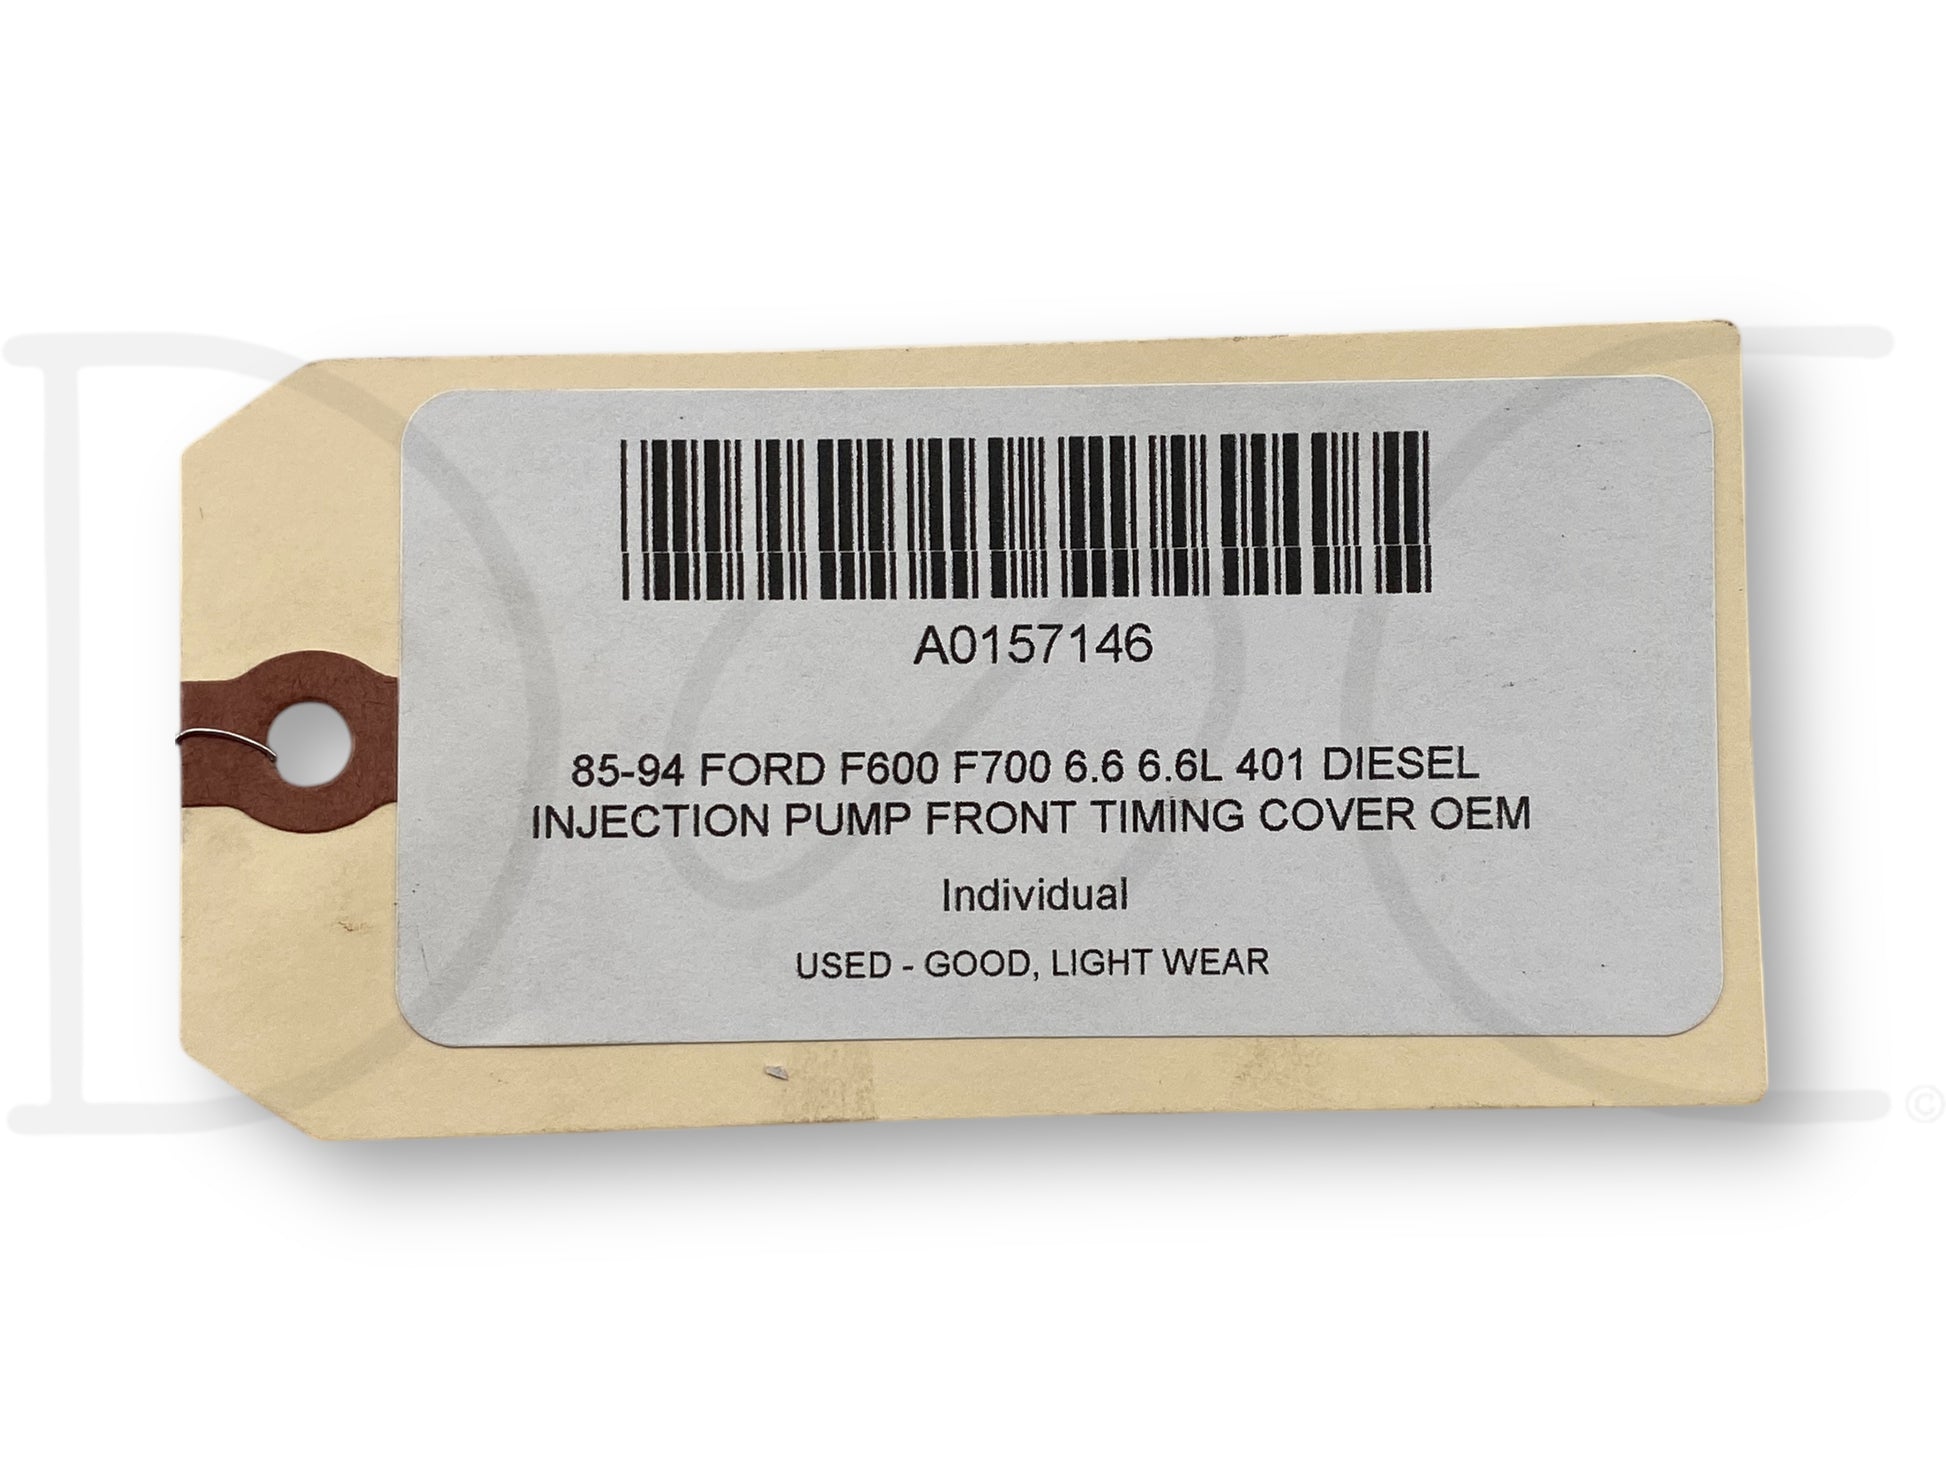 A0157146
85-94 FORD F600 F700 6.6 6.6L 401 DIESEL
INJECTION PUMP FRONT TIMING COVER OEM
Individual
USED - GOOD, LIGHT WEAR
©